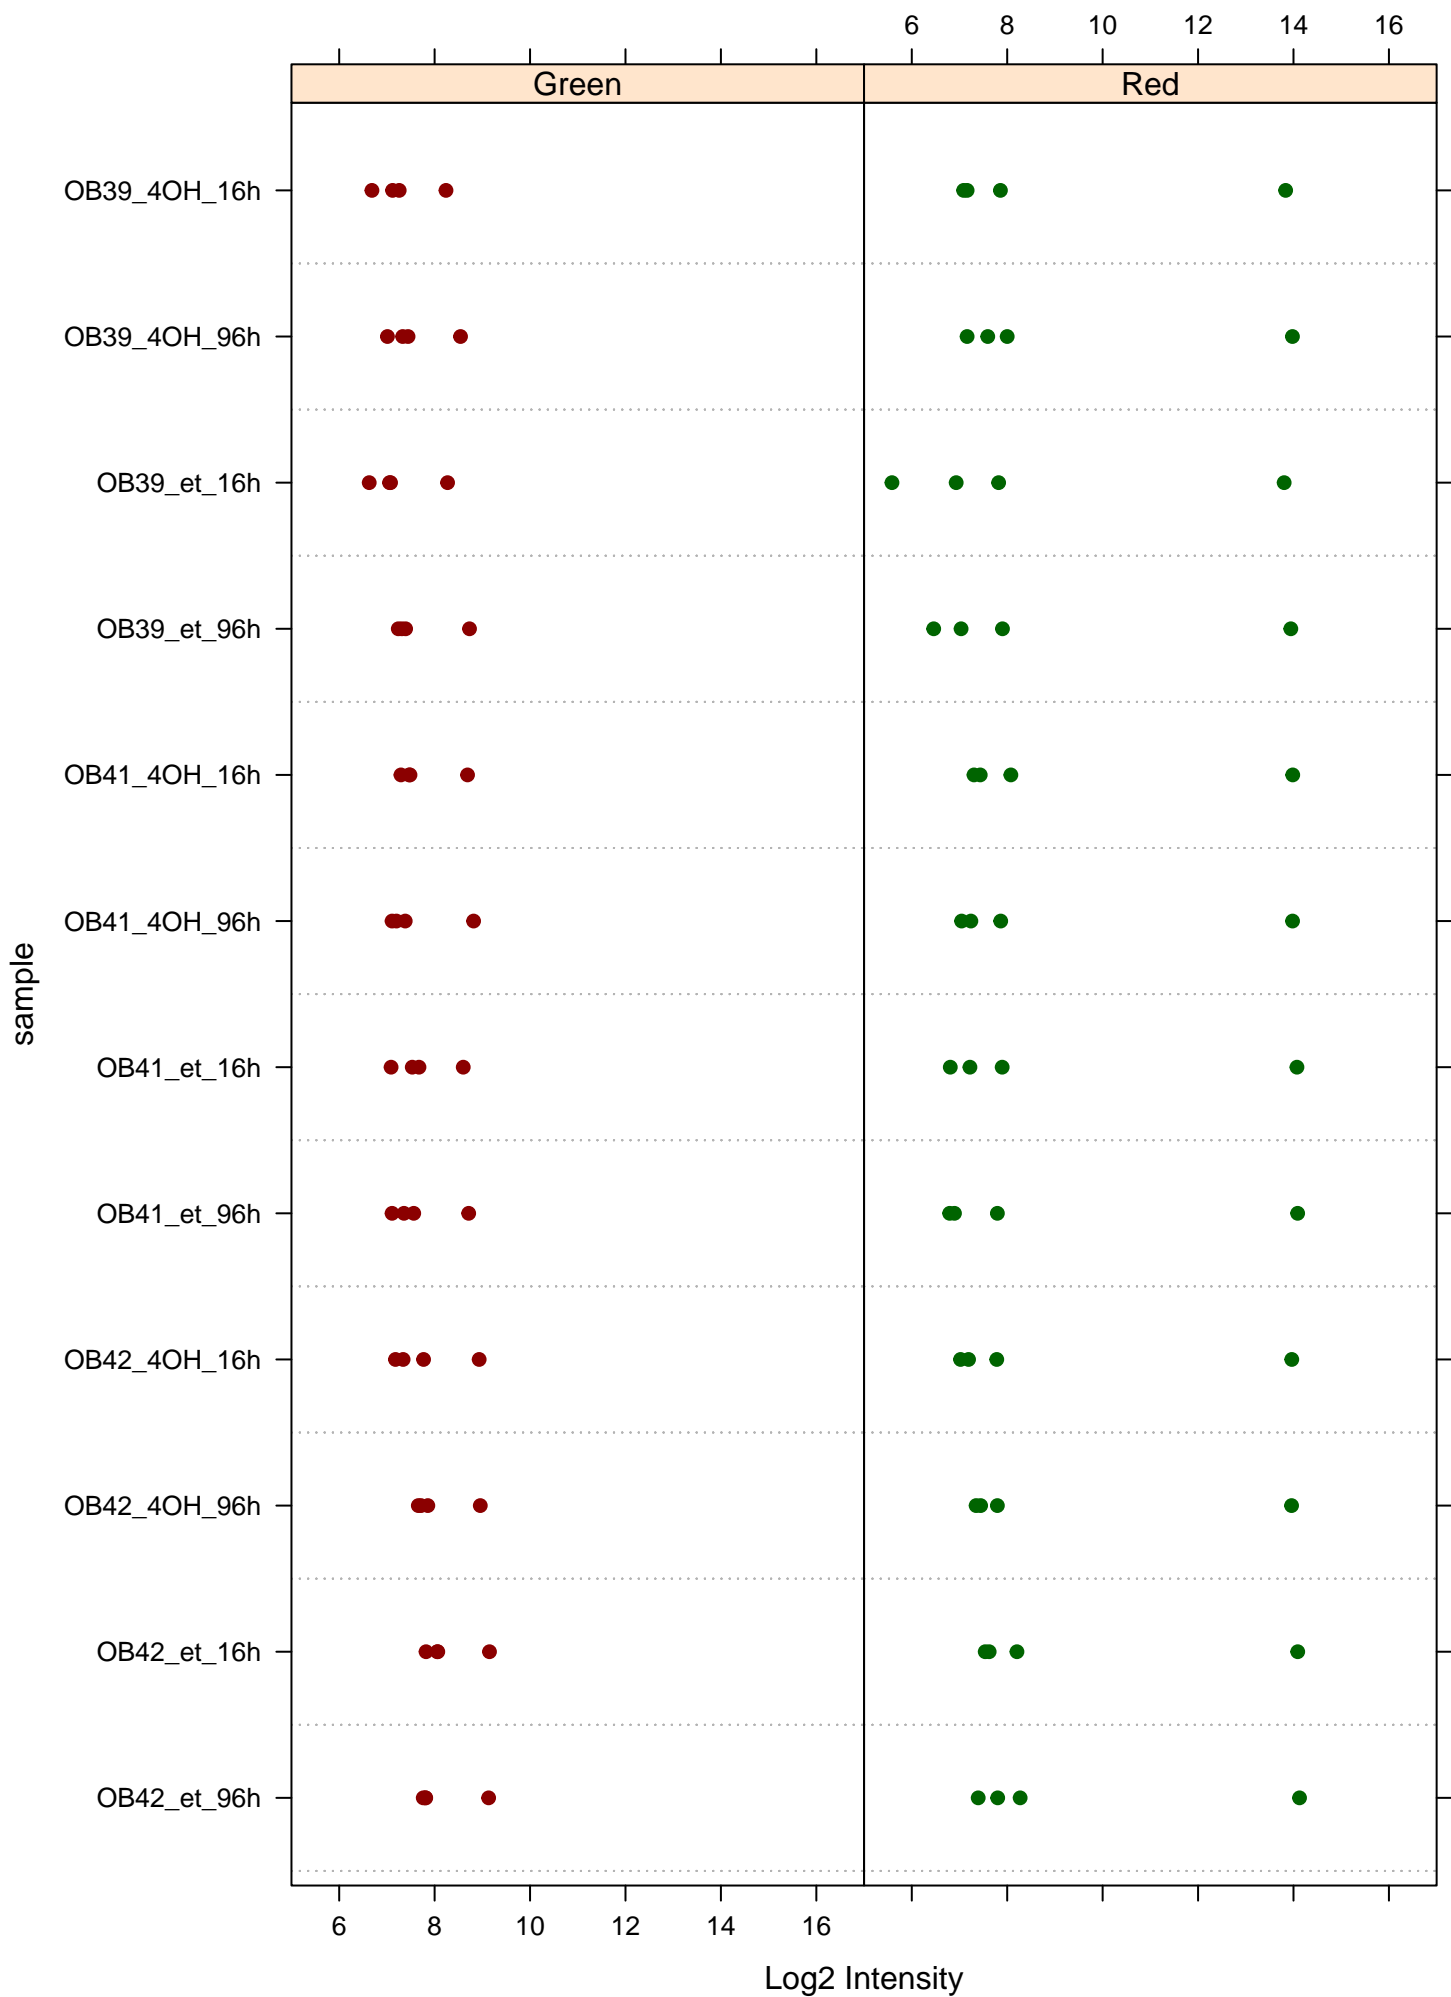 6 8 10 12 14 16
Green Red
OB39_4OH_16h
OB39_4OH_96h
OB39_et_16h
OB39_et_96h
OB41_4OH_16h
OB41_4OH_96h
OB41_et_16h
OB41_et_96h
OB42_4OH_16h
OB42_4OH_96h
OB42_et_16h
OB42_et_96h
sample
6 8 10 12 14 16
Log2 Intensity